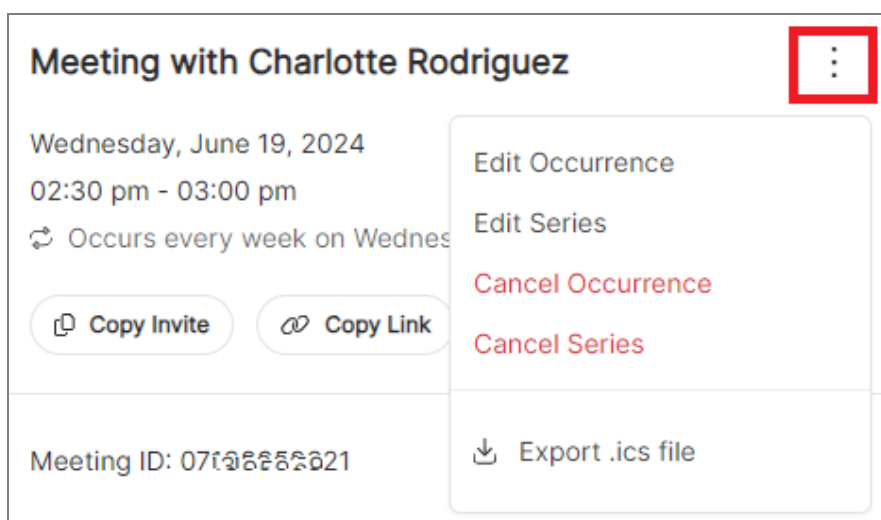 Meeting with Charlotte Rodriguez
Wednesday, June 19, 2024
02:30 pm - 03:00 pm
Occurs every week on Wednes
Copy Invite
Copy Link
Edit Occurrence
Edit Series
Cancel Occurrence
Cancel Series
Export .ics file
Meeting ID: